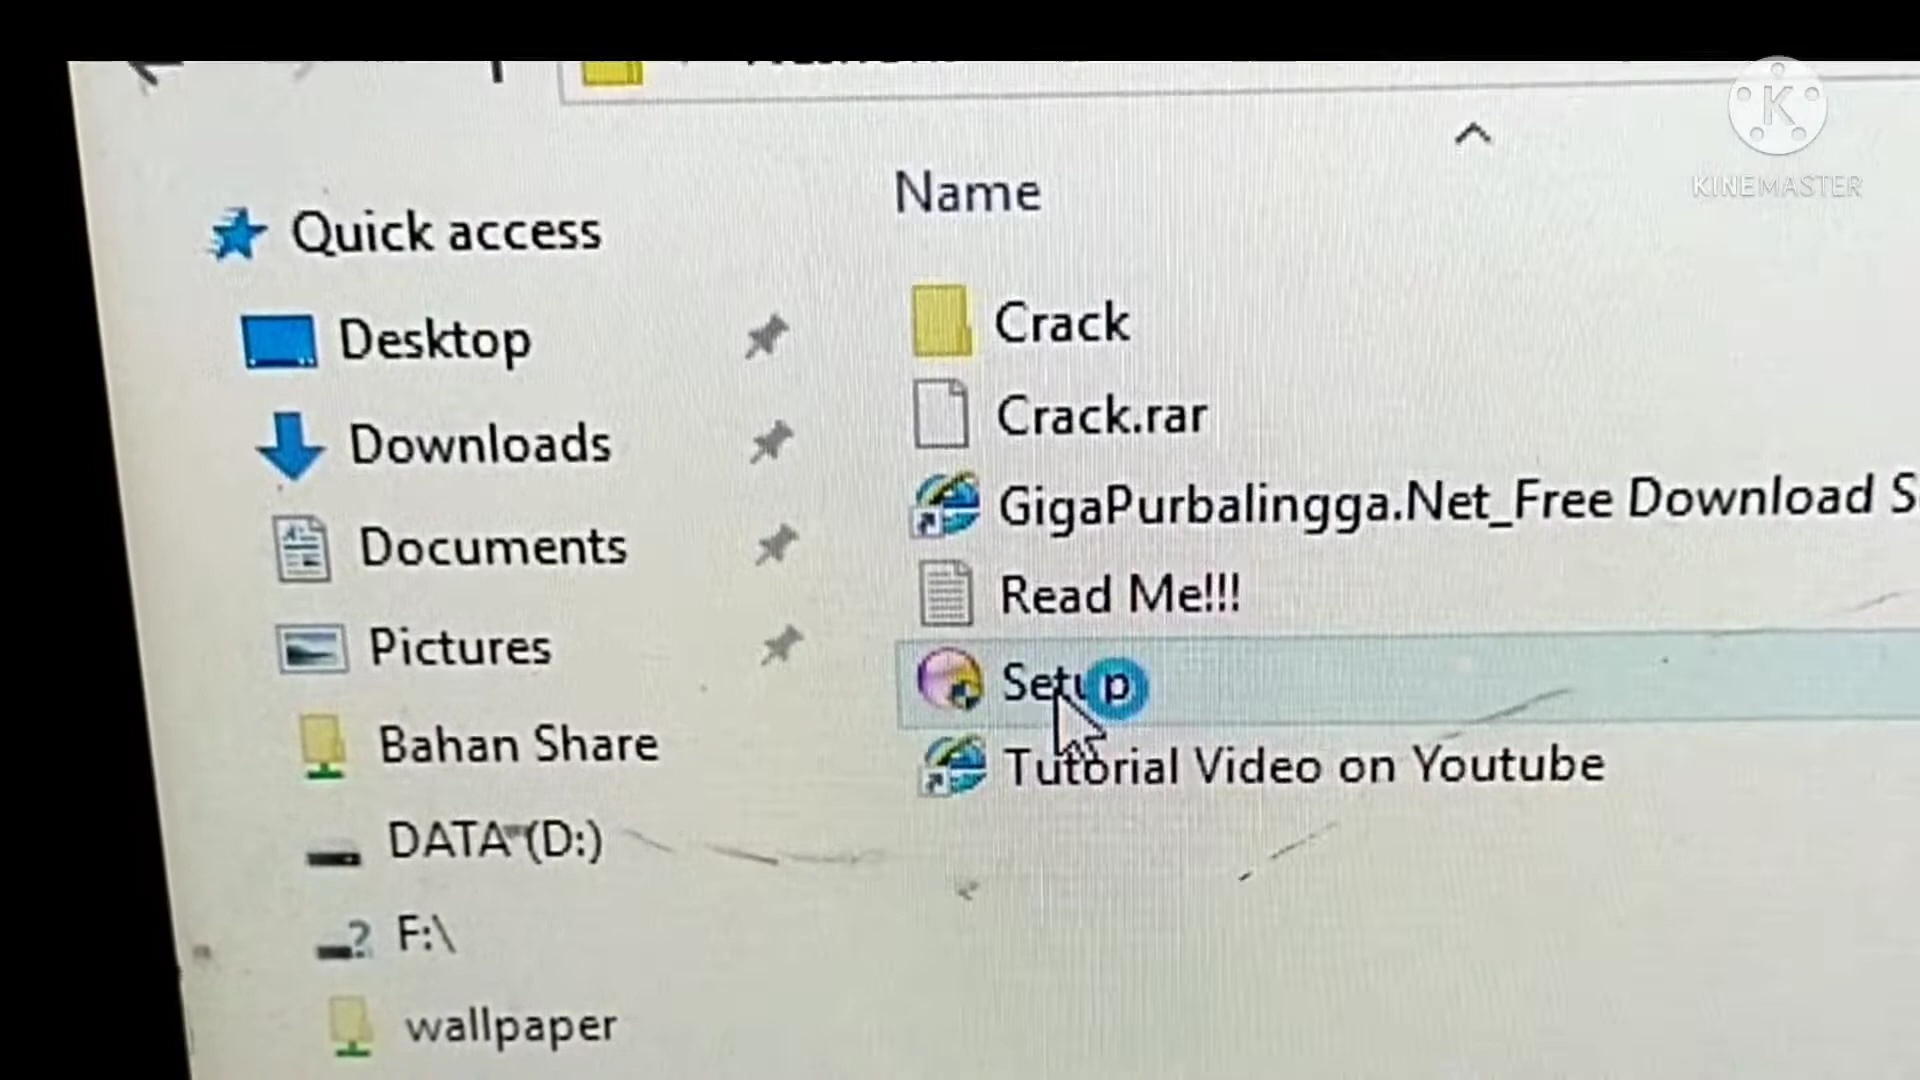 KINEMASTER
Name
Quick access
Desktop
Downloads
Documents
Pictures
Bahan Share
DATA (D:)
F:\
wallpaper
Crack
Crack.rar
GigaPurbalingga.Net_Free Download S
Read Me!!!
Setup
Tutorial Video on Youtube